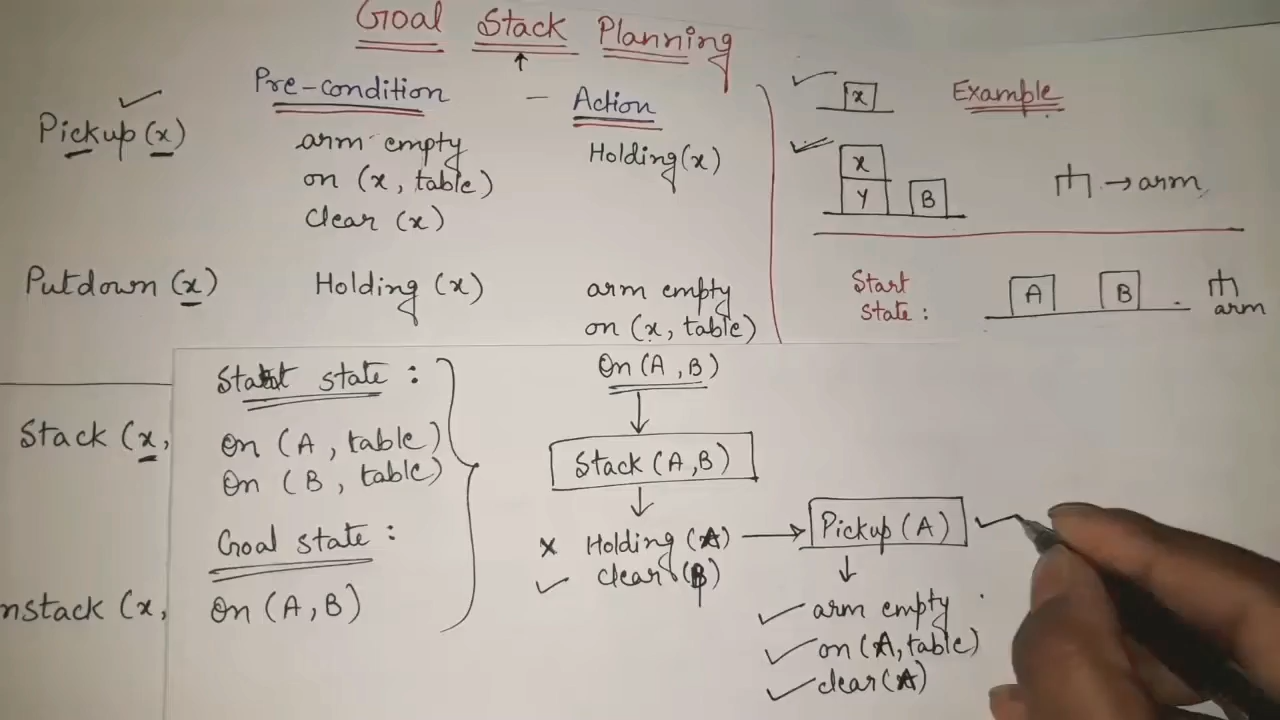 Goal Stack Planning
Pre-condition - Action
Pickup (x)
arm empty
on (x, table)
clear (x)
Holding (x)
Putdown (x)
Holding (x)
arm empty
on (x, table)
Stack (x,
nstack (x,
x
Example
x
Y
B
→ arm
Start
state :
A
B
arm
Start state :
On (A, table)
On (B, table)
Goal state :
On (A, B)
On (A, B)
Stack (A, B)
Holding (A)
clear (B)
Pickup (A)
arm empty
on (A, table)
clear (A)